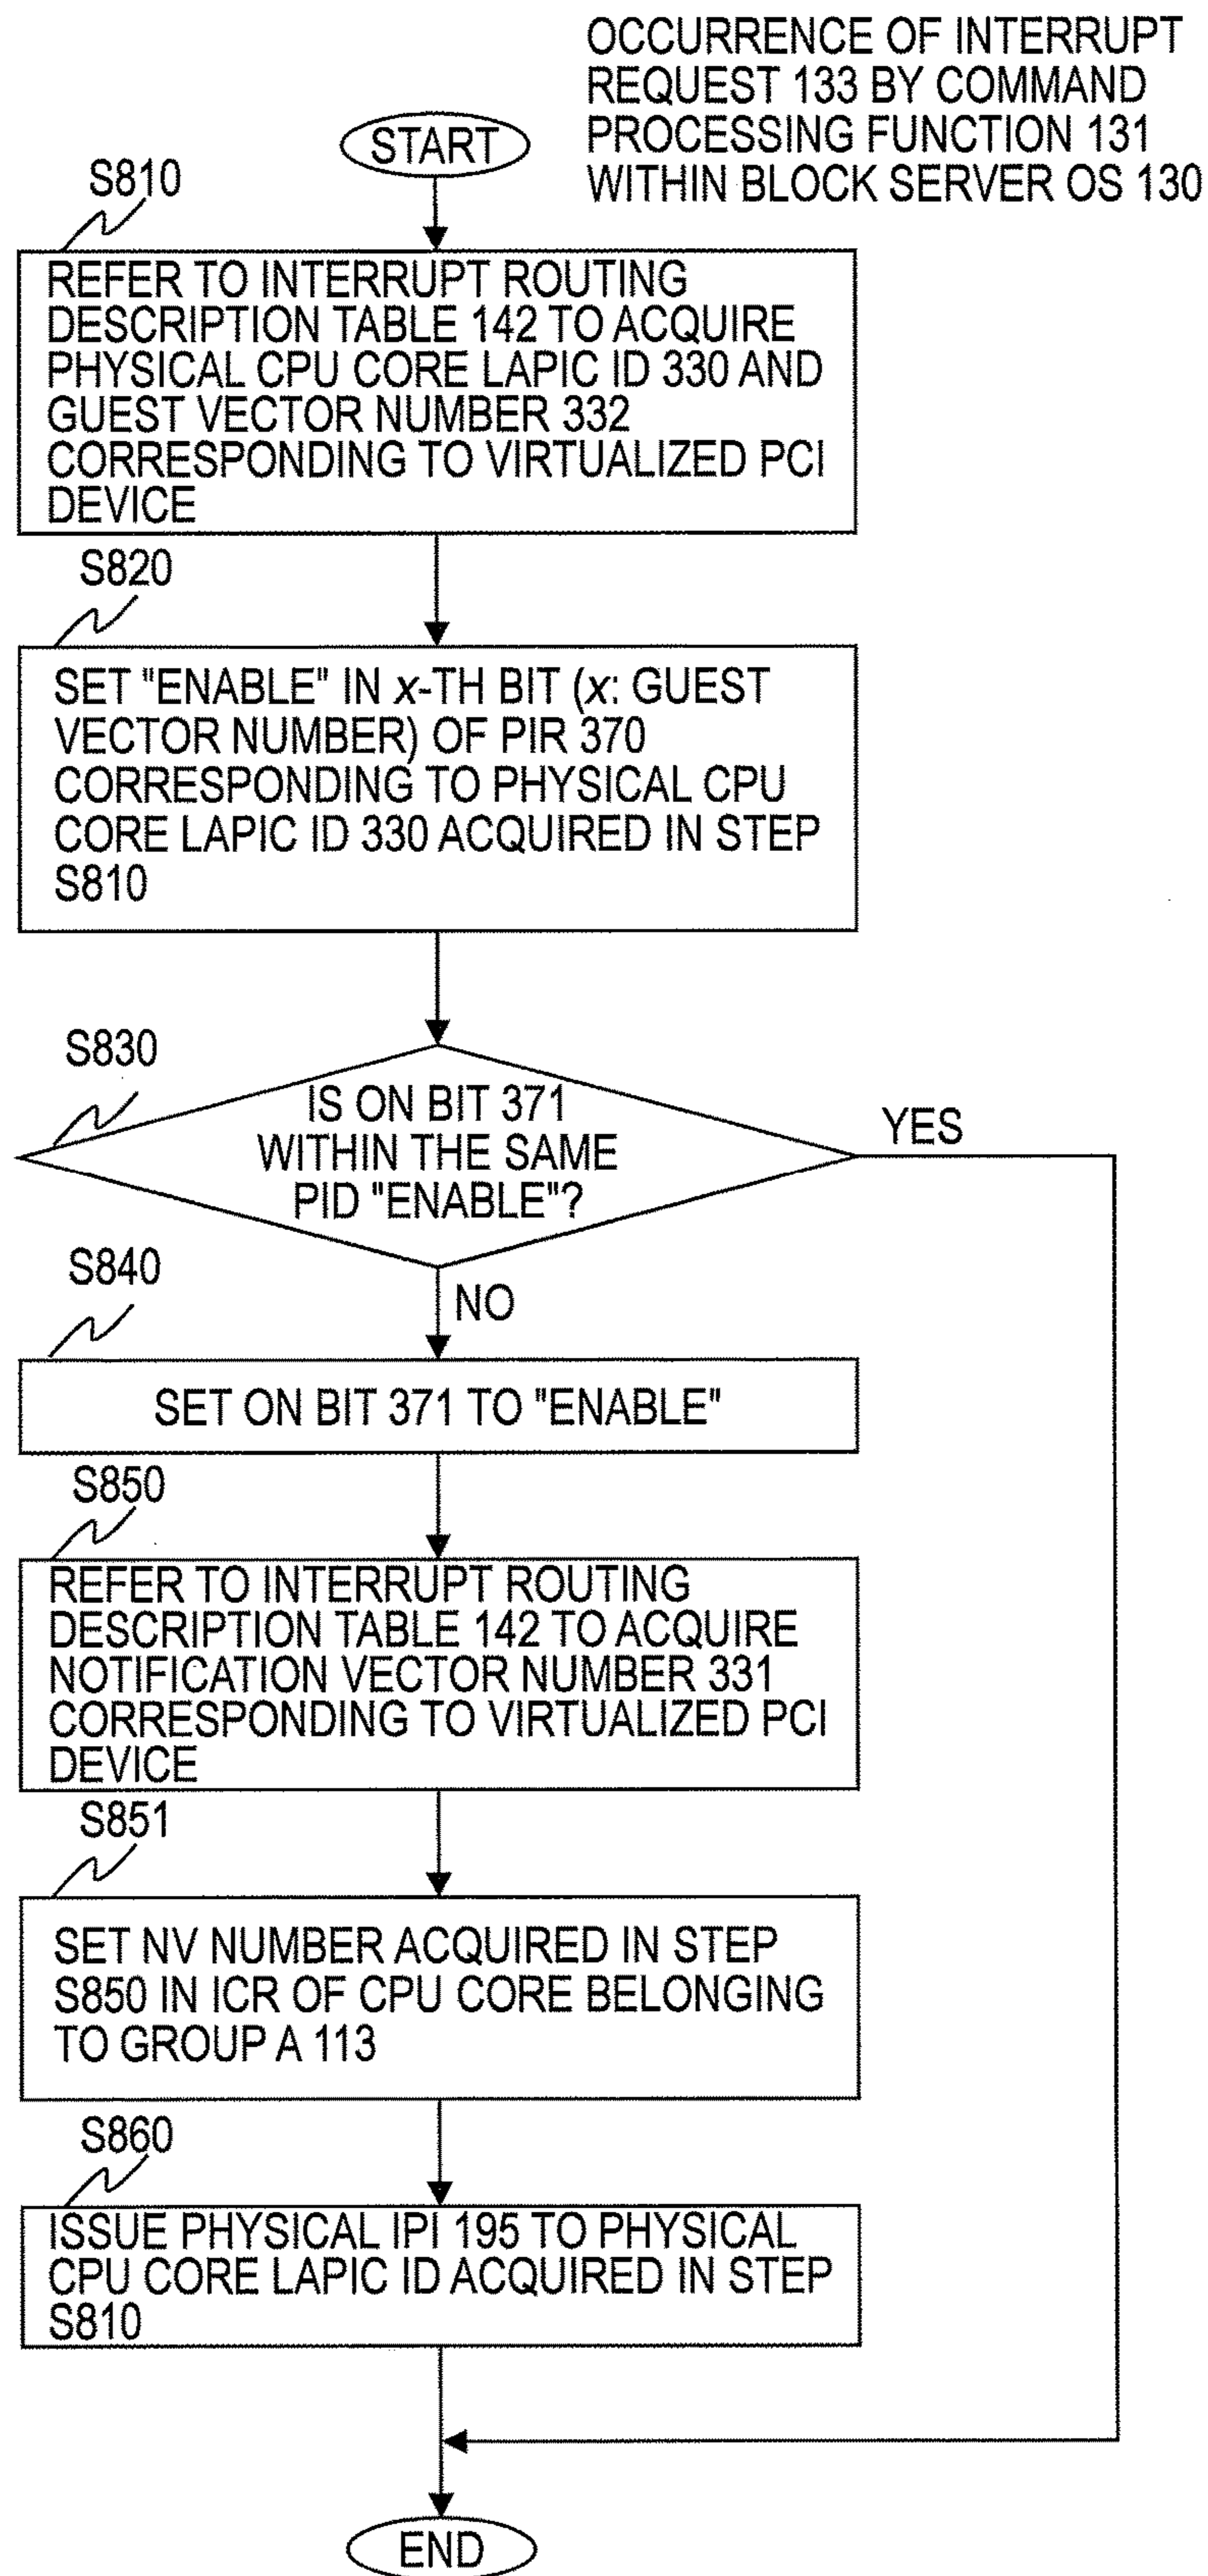 OCCURRENCE OF INTERRUPT
REQUEST 133 BY COMMAND
PROCESSING FUNCTION 131
WITHIN BLOCK SERVER OS 130
START
S810
REFER TO INTERRUPT ROUTING
DESCRIPTION TABLE 142 TO ACQUIRE
PHYSICAL CPU CORE LAPIC ID 330 AND
GUEST VECTOR NUMBER 332
CORRESPONDING TO VIRTUALIZED PCI
DEVICE
S820
SET "ENABLE" IN x-TH BIT (x: GUEST
VECTOR NUMBER) OF PIR 370
CORRESPONDING TO PHYSICAL CPU
CORE LAPIC ID 330 ACQUIRED IN STEP
S810
S830
IS ON BIT 371
WITHIN THE SAME
PID "ENABLE"?
YES
NO
S840
SET ON BIT 371 TO "ENABLE"
S850
REFER TO INTERRUPT ROUTING
DESCRIPTION TABLE 142 TO ACQUIRE
NOTIFICATION VECTOR NUMBER 331
CORRESPONDING TO VIRTUALIZED PCI
DEVICE
S851
SET NV NUMBER ACQUIRED IN STEP
S850 IN ICR OF CPU CORE BELONGING
TO GROUP A 113
S860
ISSUE PHYSICAL IPI 195 TO PHYSICAL
CPU CORE LAPIC ID ACQUIRED IN STEP
S810
END